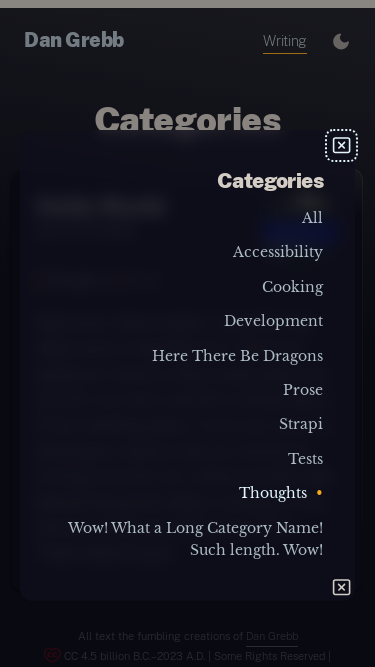 Dan Grebb
Writing
Categories
Categories
All
Accessibility
Cooking
Development
Here There Be Dragons
Prose
Strapi
Tests
Thoughts •
Wow! What a Long Category Name!
Such length. Wow!
All text the fumbling creations of Dan Grebb
CC 4.5 billion B.C.–2023 A.D. | Some Rights Reserved |